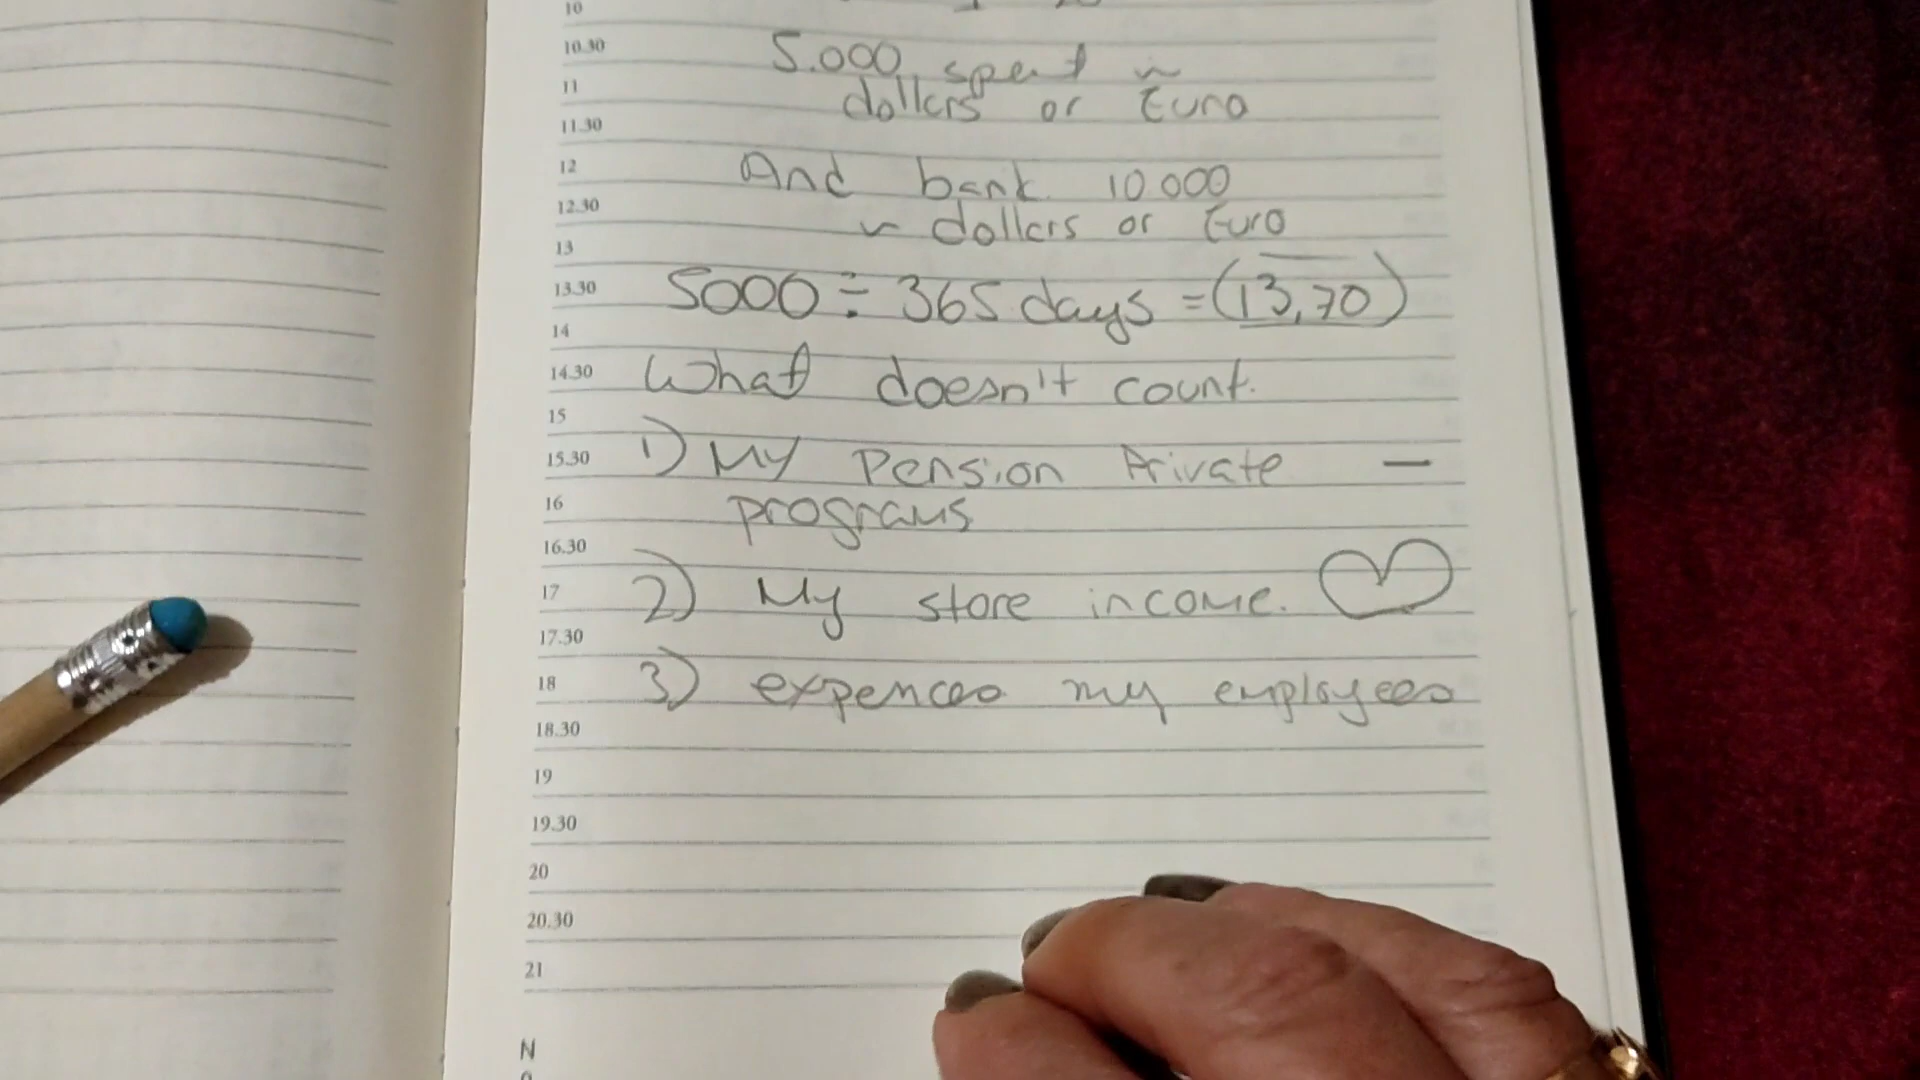 10
10.30 5.000 spent in
11 dollars or Euro
11.30
12 And bank 10.000
12.30 in dollars or Euro
13
13.30 5000 ÷ 365 days = (13,70)
14
14.30 What doesn't count.
15
15.30 1) My Pension Private —
16 programs
16.30
17 2) My store income. ♡
17.30
18 3) expences my employees
18.30
19
19.30
20
20.30
21
N